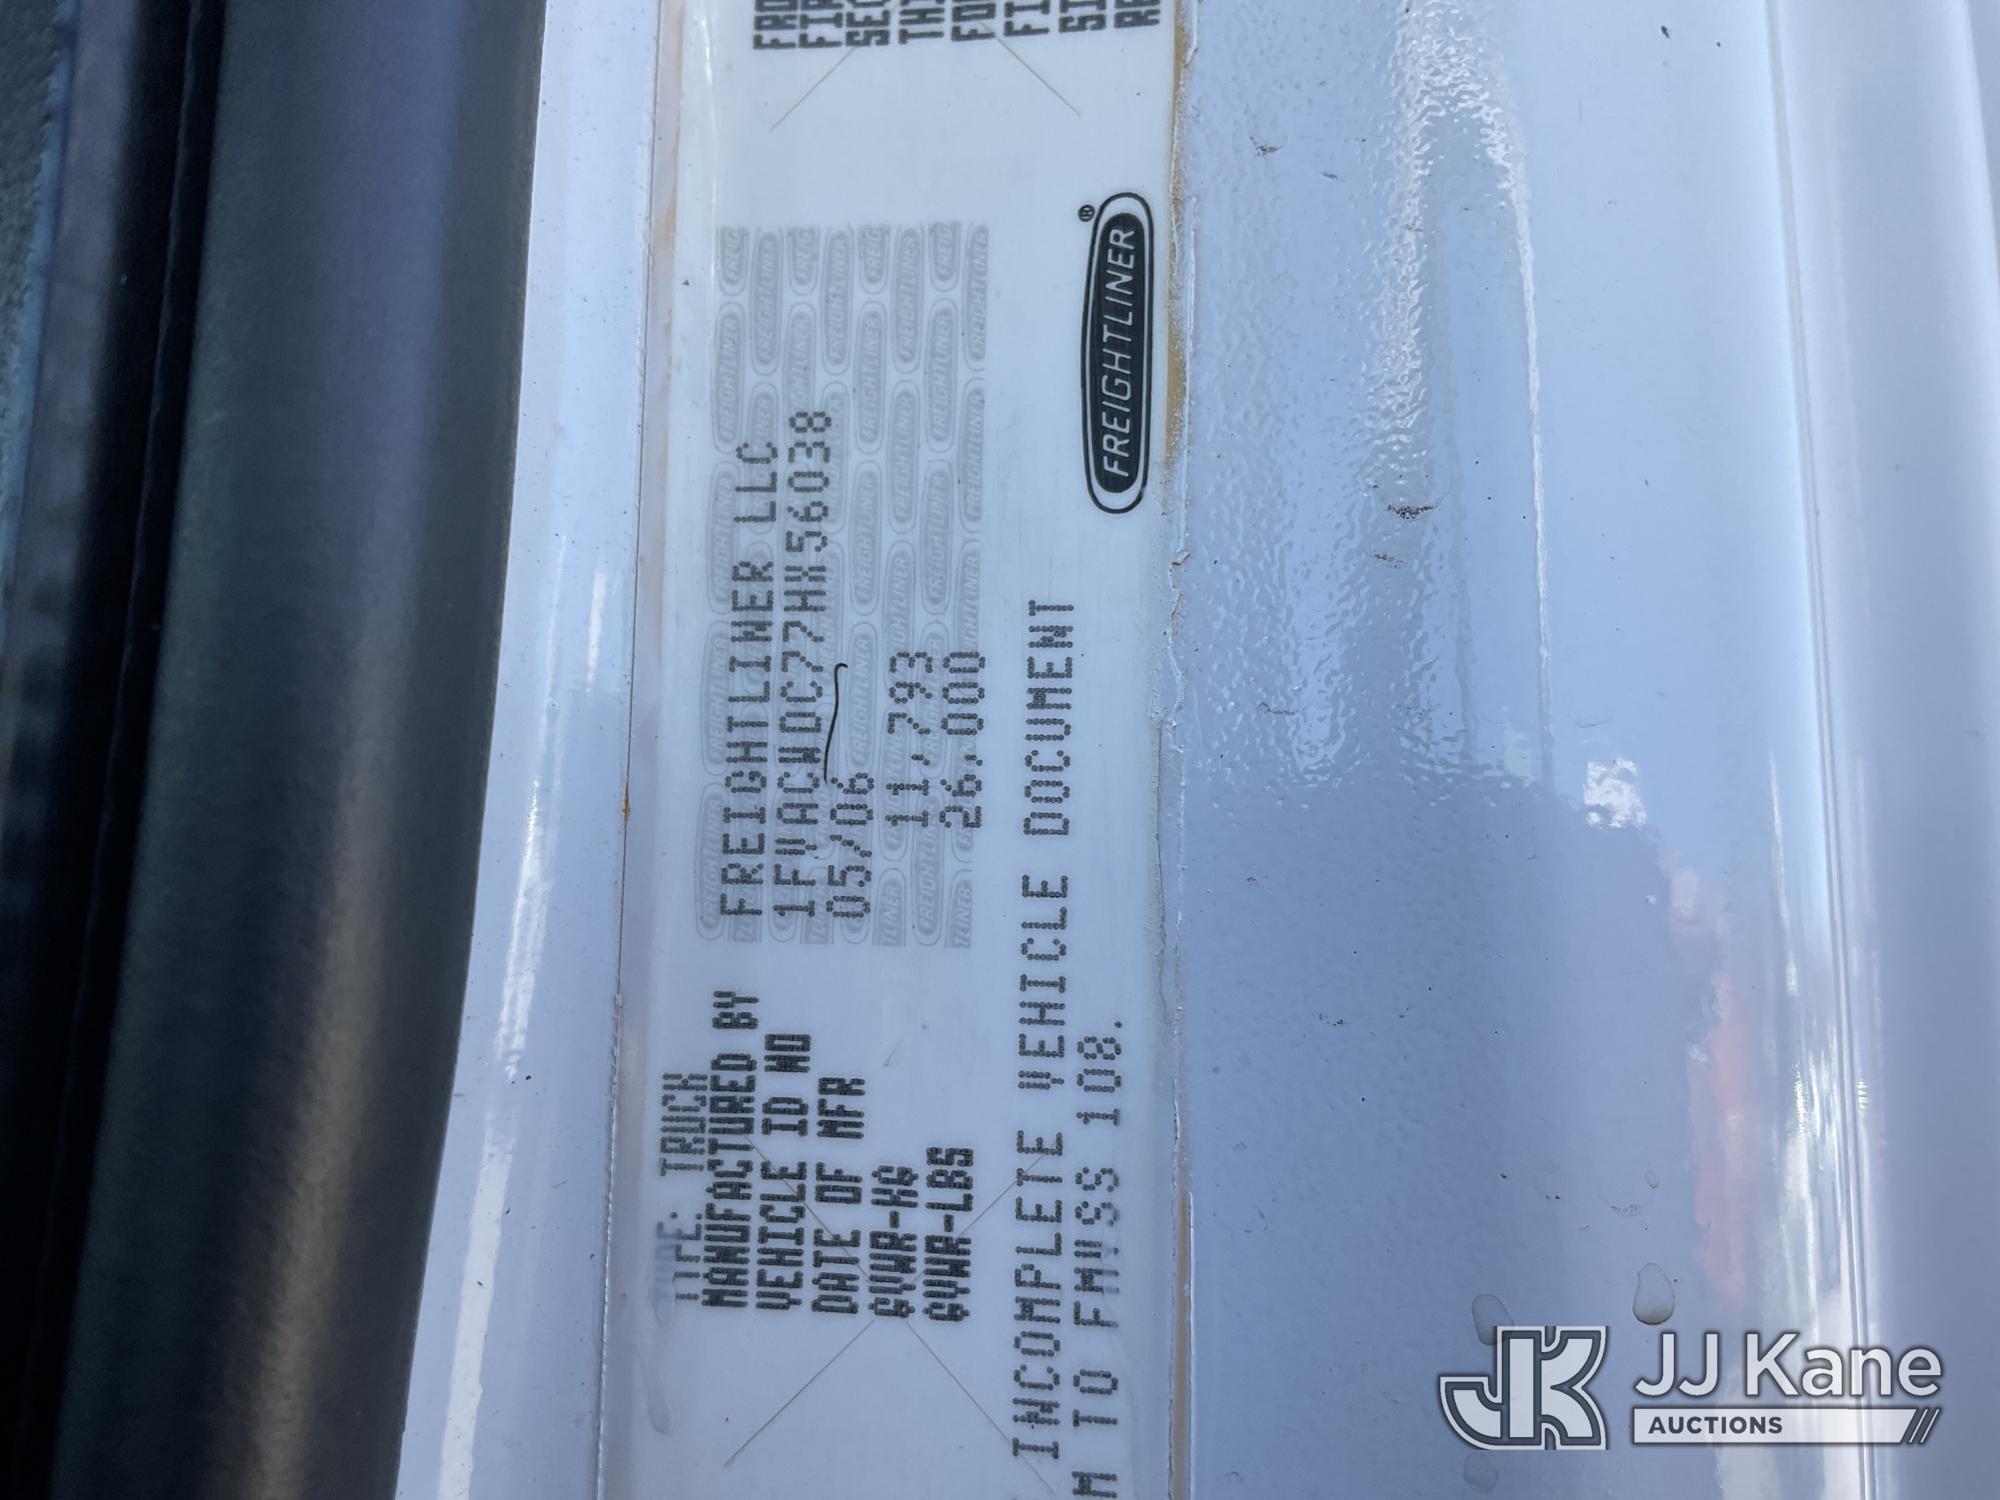 TYPE: TRUCK
MANUFACTURED BY FREIGHTLINER LLC
VEHICLE ID NO 1FVACWDC77HX56038
DATE OF MFR 05/06
GVWR-KG 11,793
GVWR-LBS 26,000
INCOMPLETE VEHICLE DOCUMENT
M TO FMVSS 108.
FREIGHTLINER®
JJ Kane
AUCTIONS